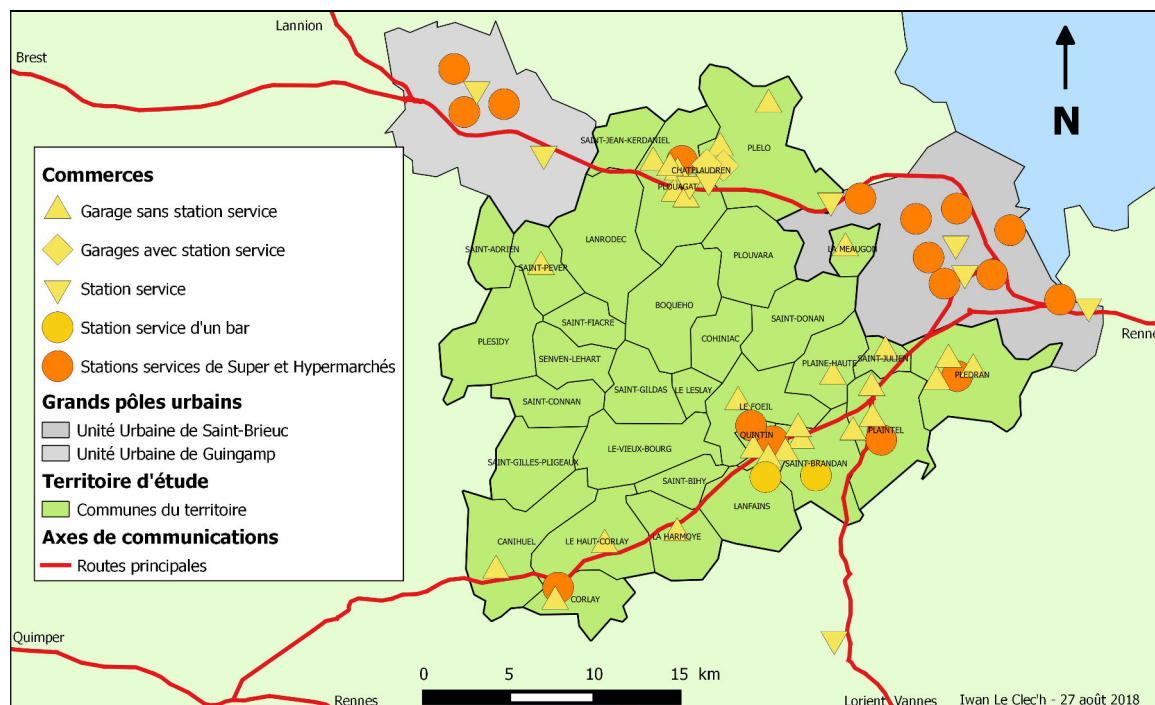 Lannion
Brest
N
Commerces
Garage sans station service
Garages avec station service
Station service
Station service d'un bar
Stations services de Super et Hypermarchés
Grands pôles urbains
Unité Urbaine de Saint-Brieuc
Unité Urbaine de Guingamp
Territoire d'étude
Communes du territoire
Axes de communications
Routes principales
SAINT-JEAN-KERDANIEL
PLELO
CHATELAUDREN
PLOUAGAT
LANRODEC
SAINT-ADRIEN
SAINT-PEVER
PLOUVARA
LA MEAUGON
BOQUEHO
SAINT-FIACRE
SAINT-DONAN
PLESIDY
COHINIAC
SENVEN-LEHART
PLAINE-HAUTE
SAINT-JULIEN
SAINT-GILDAS
LE LESLAY
PLEDRAN
SAINT-CONNAN
LE FOEIL
QUINTIN
PLAINTEL
LE-VIEUX-BOURG
SAINT-GILLES-PLIGEAUX
SAINT-BRANDAN
SAINT-BIHY
LANFAINS
CANIHUEL
LE HAUT-CORLAY
LA HARMOYE
CORLAY
Renne
Quimper
Rennes
0 5 10 15 km
Lorient
Vannes
Iwan Le Clec'h - 27 août 2018